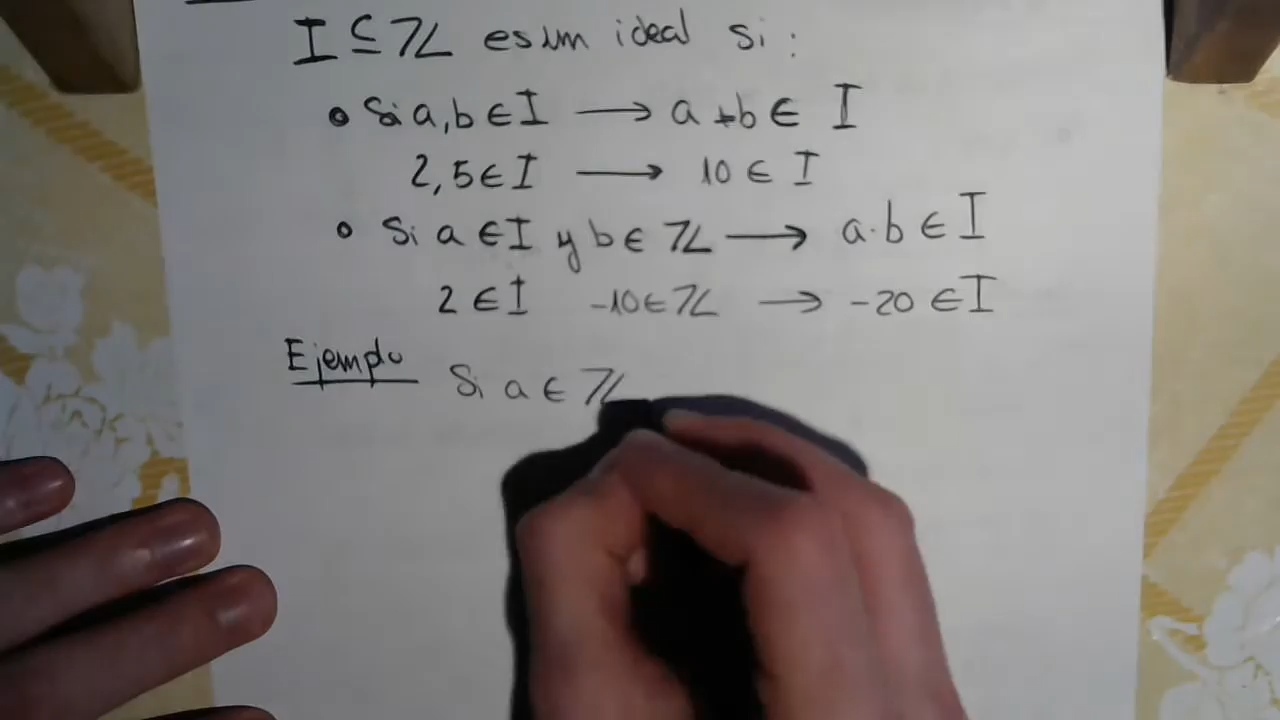 I ⊆ ℤ es un ideal si:
• Si a, b ∈ I ⟶ a + b ∈ I
2, 5 ∈ I ⟶ 10 ∈ I
• Si a ∈ I y b ∈ ℤ ⟶ a·b ∈ I
2 ∈ I -10 ∈ ℤ ⟶ -20 ∈ I
Ejemplo Si a ∈ ℤ